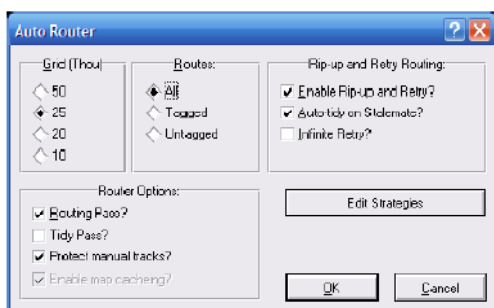 Auto Router
Grid (Thou)
50
25
20
10
Routes:
All
Tagged
Untagged
Rip-up and Retry Routing:
Enable Rip-up and Retry?
Auto-tidy on Stalemate?
Infinite Retry?
Router Options:
Routing Pass?
Tidy Pass?
Protect manual tracks?
Enable map cacheing?
Edit Strategies
OK
Cancel